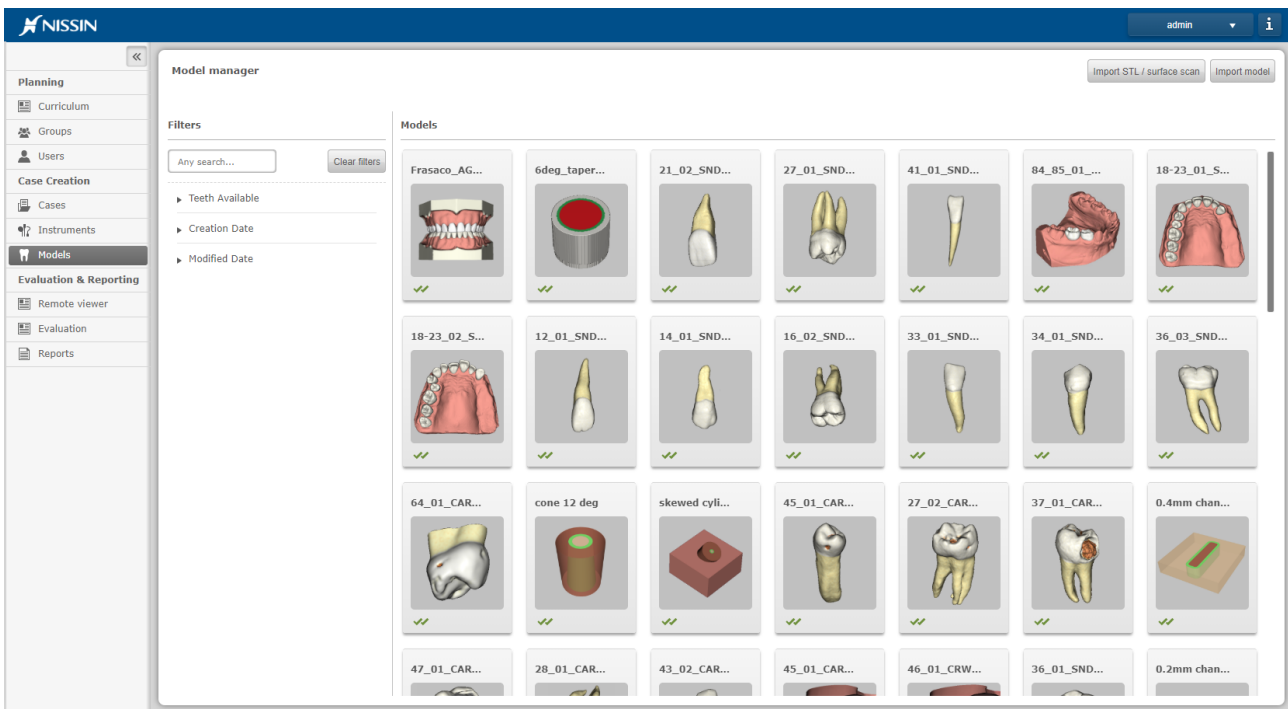 NISSIN
admin
i
Planning
Curriculum
Groups
Users
Case Creation
Cases
Instruments
Models
Evaluation & Reporting
Remote viewer
Evaluation
Reports
Model manager
Import STL / surface scan
Import model
Filters
Any search...
Clear filters
Teeth Available
Creation Date
Modified Date
Models
Frasaco_AG...
6deg_taper...
21_02_SND...
27_01_SND...
41_01_SND...
84_85_01_...
18-23_01_S...
18-23_02_S...
12_01_SND...
14_01_SND...
16_02_SND...
33_01_SND...
34_01_SND...
36_03_SND...
64_01_CAR...
cone 12 deg
skewed cyli...
45_01_CAR...
27_02_CAR...
37_01_CAR...
0.4mm chan...
47_01_CAR...
28_01_CAR...
43_02_CAR...
45_01_CAR...
46_01_CRW...
36_01_SND...
0.2mm chan...